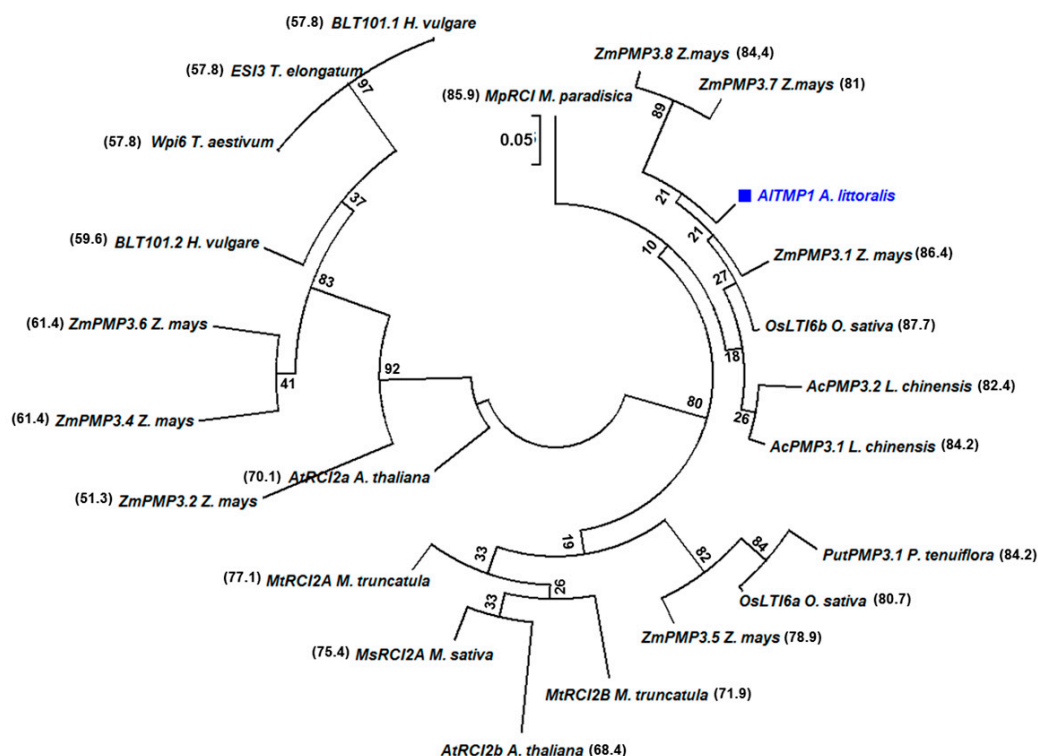 (57.8) BLT101.1 H. vulgare
(57.8) ESI3 T. elongatum
97
(57.8) Wpi6 T. aestivum
37
(59.6) BLT101.2 H. vulgare
83
(61.4) ZmPMP3.6 Z. mays
41
(61.4) ZmPMP3.4 Z. mays
92
(70.1) AtRCI2a A. thaliana
(51.3) ZmPMP3.2 Z. mays
(85.9) MpRCI M. paradisica
0.05
ZmPMP3.8 Z.mays (84,4)
ZmPMP3.7 Z.mays (81)
89
AlTMP1 A. littoralis
21
21
ZmPMP3.1 Z. mays (86.4)
27
OsLTI6b O. sativa (87.7)
10
18
AcPMP3.2 L. chinensis (82.4)
26
AcPMP3.1 L. chinensis (84.2)
80
19
82
84
PutPMP3.1 P. tenuiflora (84.2)
OsLTI6a O. sativa (80.7)
ZmPMP3.5 Z. mays (78.9)
33
(77.1) MtRCI2A M. truncatula
26
33
(75.4) MsRCI2A M. sativa
MtRCI2B M. truncatula (71.9)
AtRCI2b A. thaliana (68.4)